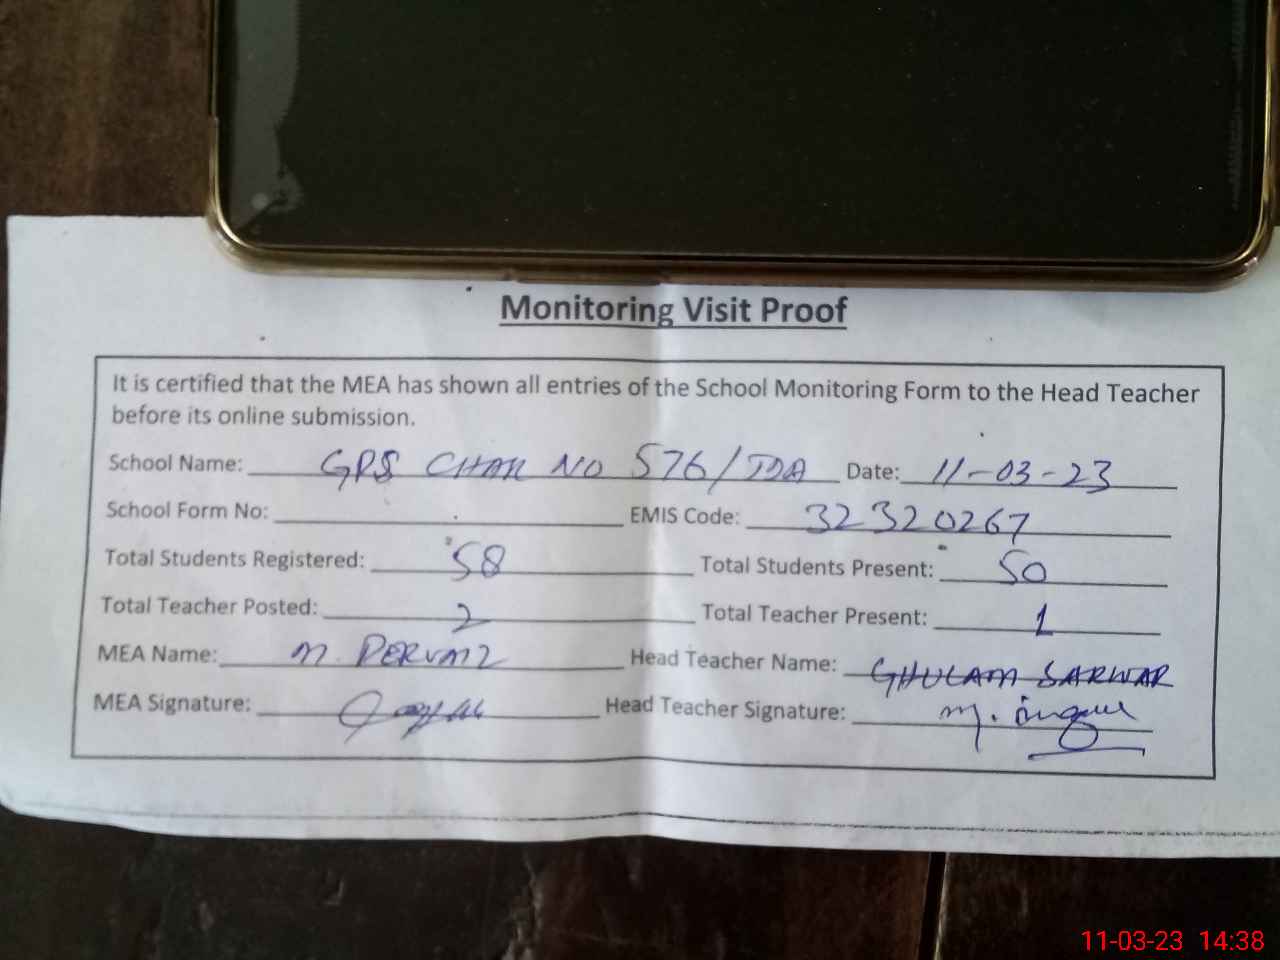 Monitoring Visit Proof
It is certified that the MEA has shown all entries of the School Monitoring Form to the Head Teacher
before its online submission.
School Name: GPS CHAK NO 576/TDA Date: 11-03-23
School Form No: EMIS Code: 32320267
Total Students Registered: 58 Total Students Present: 50
Total Teacher Posted: 2 Total Teacher Present: 1
MEA Name: M. PERVAIZ Head Teacher Name: GHULAM SARWAR
MEA Signature: Head Teacher Signature: M.
11-03-23 14:38